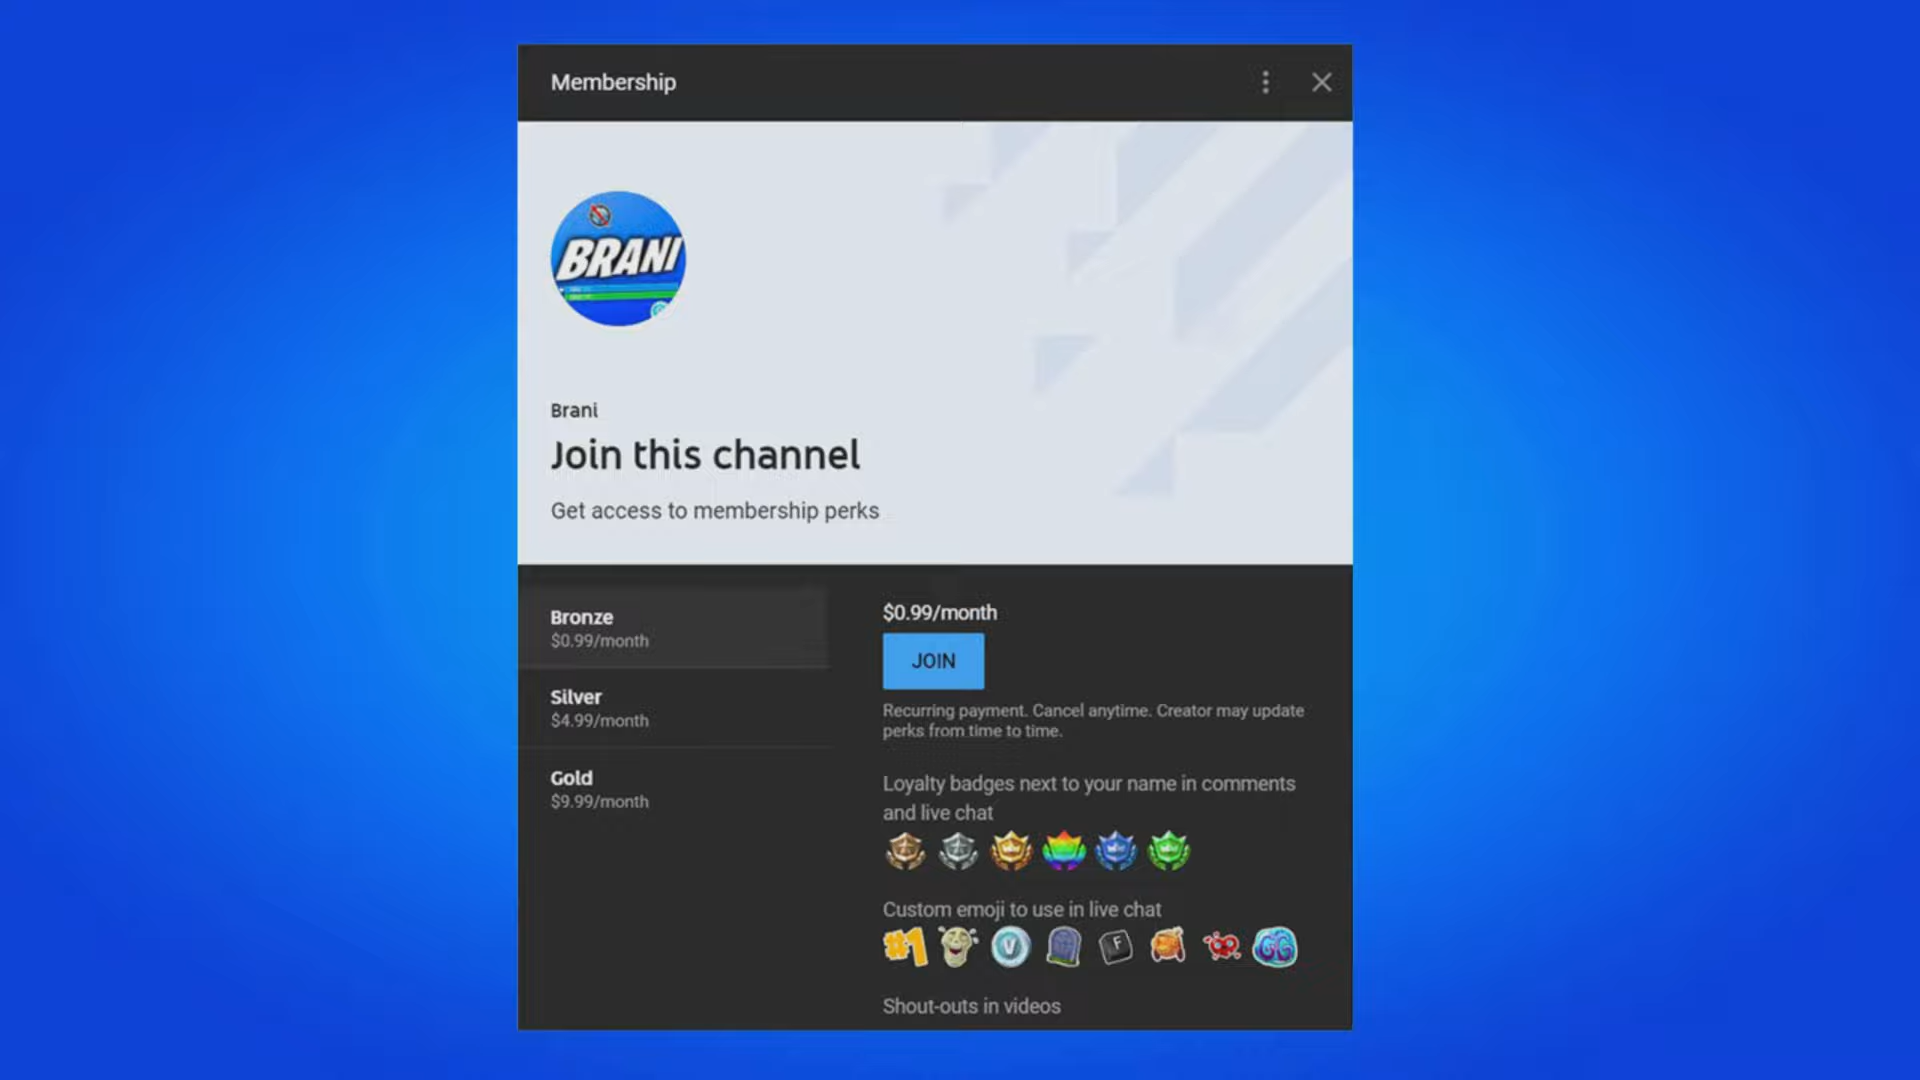 Membership
BRANI
Brani
Join this channel
Get access to membership perks
Bronze
$0.99/month
Silver
$4.99/month
Gold
$9.99/month
$0.99/month
JOIN
Recurring payment. Cancel anytime. Creator may update
perks from time to time.
Loyalty badges next to your name in comments
and live chat
Custom emoji to use in live chat
#1
V
F
GG
Shout-outs in videos